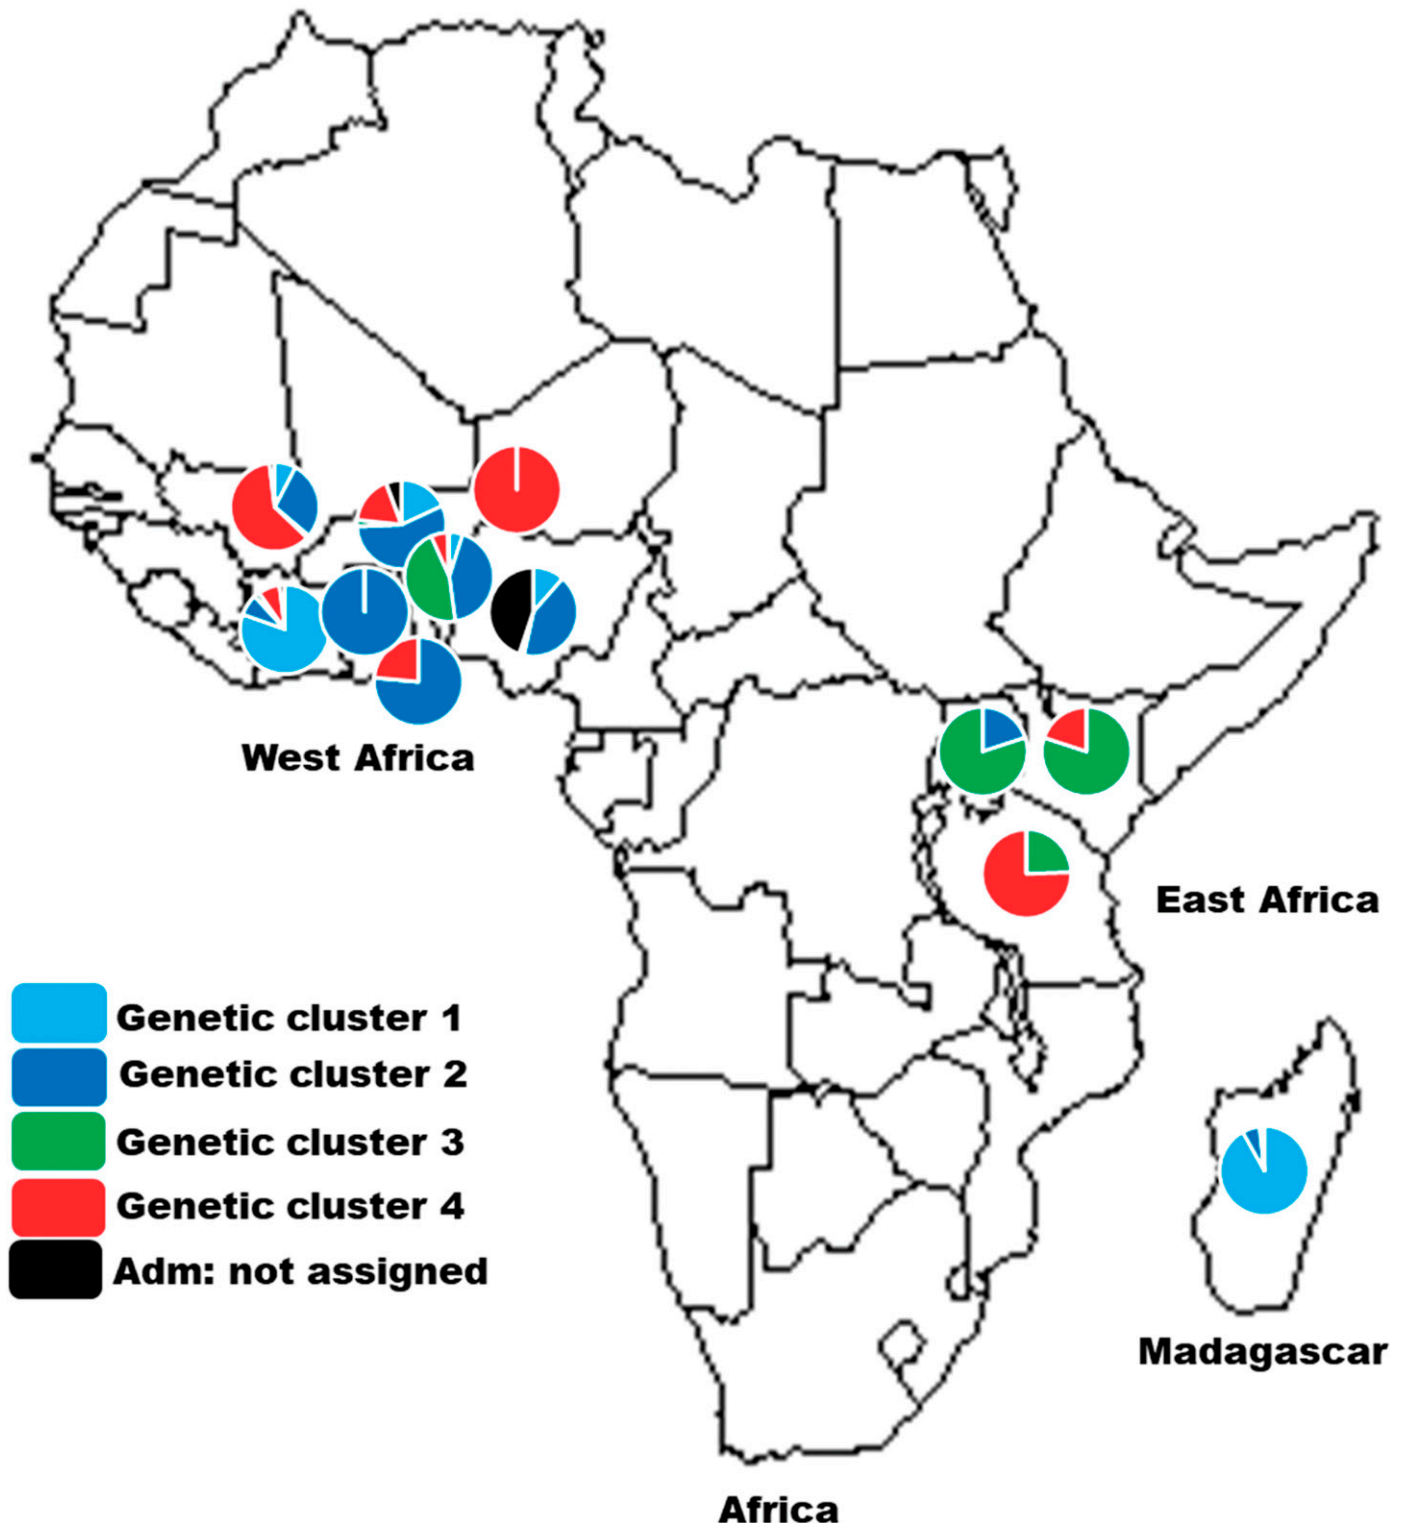 West Africa
East Africa
Genetic cluster 1
Genetic cluster 2
Genetic cluster 3
Genetic cluster 4
Adm: not assigned
Madagascar
Africa